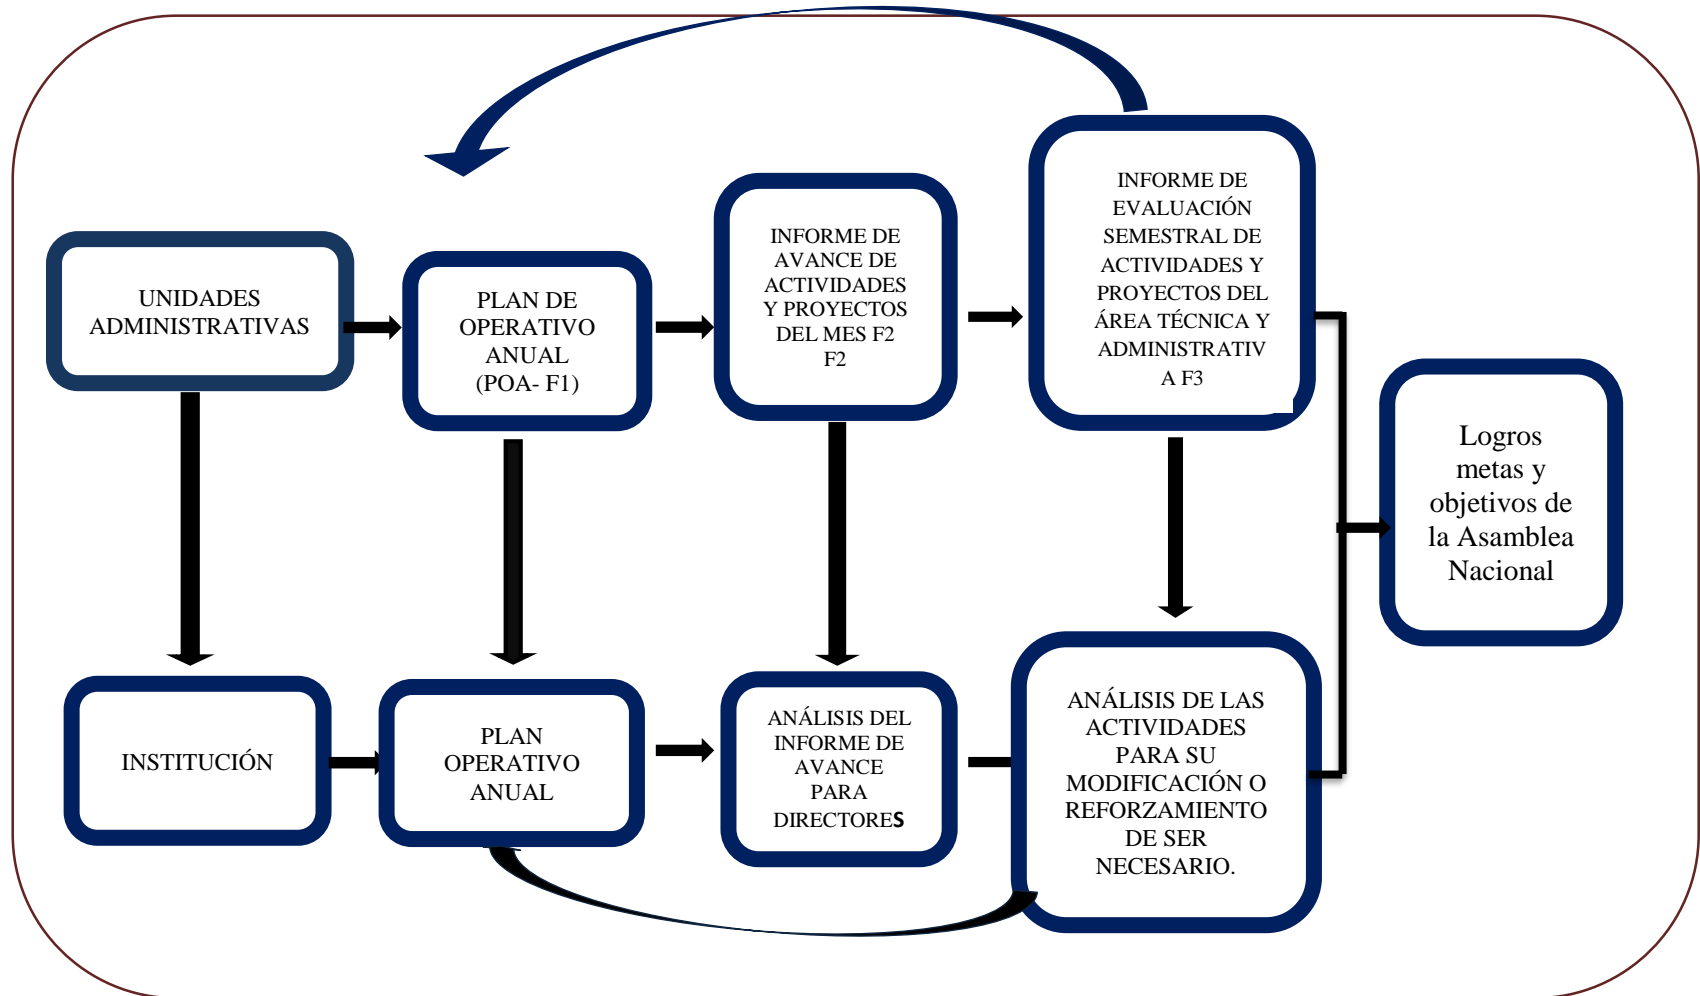 UNIDADES
ADMINISTRATIVAS
PLAN DE
OPERATIVO
ANUAL
(POA- F1)
INFORME DE
AVANCE DE
ACTIVIDADES
Y PROYECTOS
DEL MES F2
F2
INFORME DE
EVALUACIÓN
SEMESTRAL DE
ACTIVIDADES Y
PROYECTOS DEL
ÁREA TÉCNICA Y
ADMINISTRATIV
A F3
Logros
metas y
objetivos de
la Asamblea
Nacional
INSTITUCIÓN
PLAN
OPERATIVO
ANUAL
ANÁLISIS DEL
INFORME DE
AVANCE
PARA
DIRECTORES
ANÁLISIS DE LAS
ACTIVIDADES
PARA SU
MODIFICACIÓN O
REFORZAMIENTO
DE SER
NECESARIO.